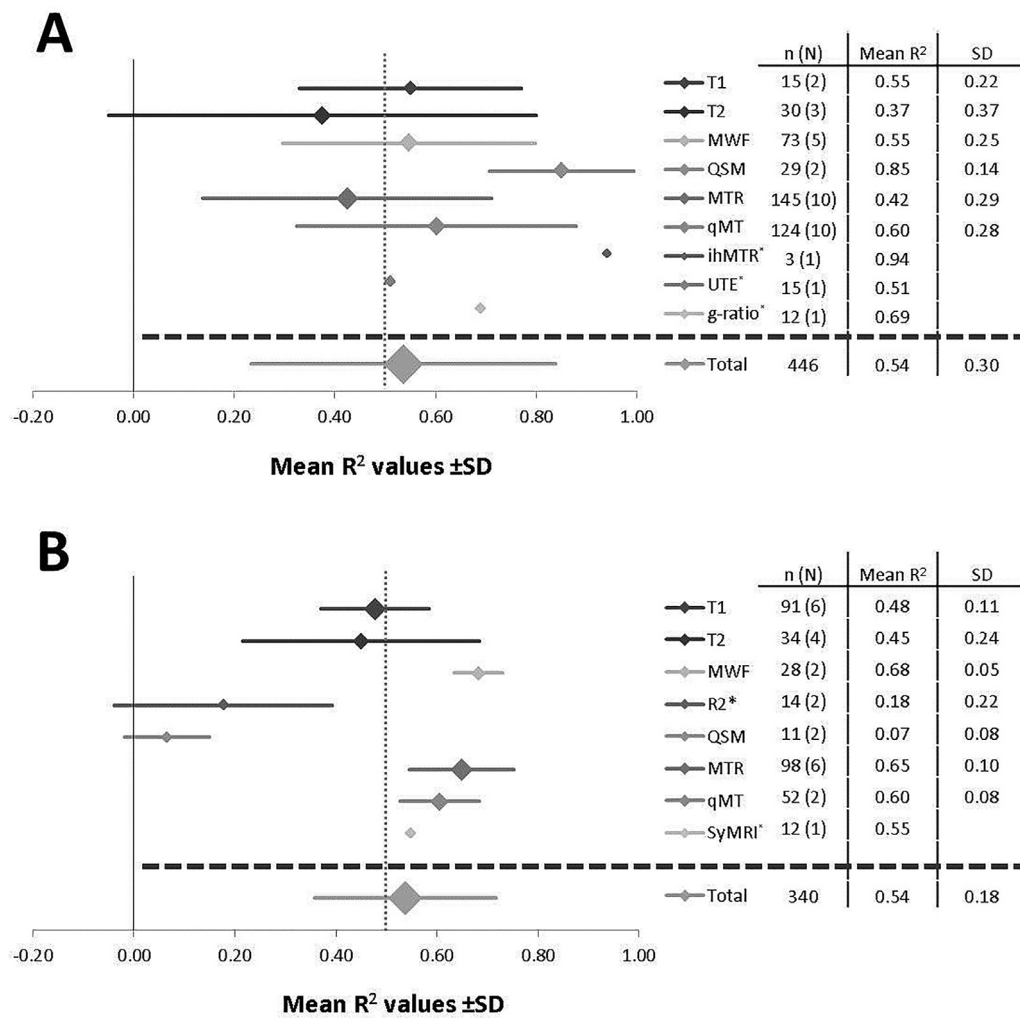 A
n (N) Mean R² SD
T1 15 (2) 0.55 0.22
T2 30 (3) 0.37 0.37
MWF 73 (5) 0.55 0.25
QSM 29 (2) 0.85 0.14
MTR 145 (10) 0.42 0.29
qMT 124 (10) 0.60 0.28
ihMTR* 3 (1) 0.94
UTE* 15 (1) 0.51
g-ratio* 12 (1) 0.69
Total 446 0.54 0.30
-0.20 0.00 0.20 0.40 0.60 0.80 1.00
Mean R² values ±SD
B
n (N) Mean R² SD
T1 91 (6) 0.48 0.11
T2 34 (4) 0.45 0.24
MWF 28 (2) 0.68 0.05
R2* 14 (2) 0.18 0.22
QSM 11 (2) 0.07 0.08
MTR 98 (6) 0.65 0.10
qMT 52 (2) 0.60 0.08
SyMRI* 12 (1) 0.55
Total 340 0.54 0.18
-0.20 0.00 0.20 0.40 0.60 0.80 1.00
Mean R² values ±SD